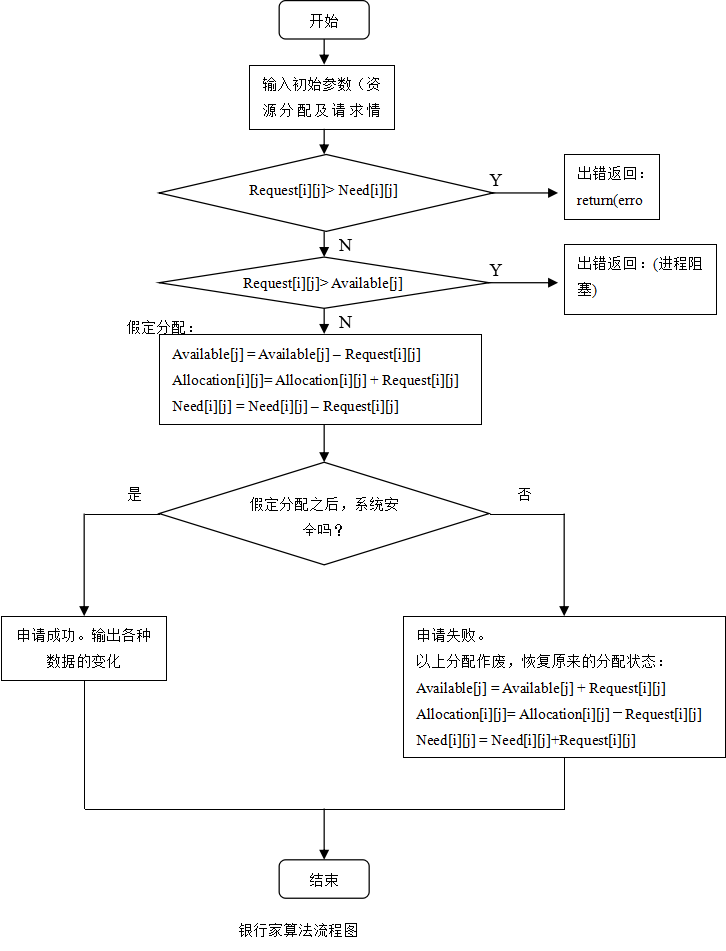 开始
输入初始参数（资
源分配及请求情
Request[i][j]> Need[i][j]
Y
出错返回：
return(erro
N
Request[i][j]> Available[j]
Y
出错返回：(进程阻
塞)
N
假定分配：
Available[j] = Available[j] – Request[i][j]
Allocation[i][j]= Allocation[i][j] + Request[i][j]
Need[i][j] = Need[i][j] – Request[i][j]
是
假定分配之后，系统安
全吗？
否
申请成功。输出各种
数据的变化
申请失败。
以上分配作废，恢复原来的分配状态：
Available[j] = Available[j] + Request[i][j]
Allocation[i][j]= Allocation[i][j]－Request[i][j]
Need[i][j] = Need[i][j]+Request[i][j]
结束
银行家算法流程图